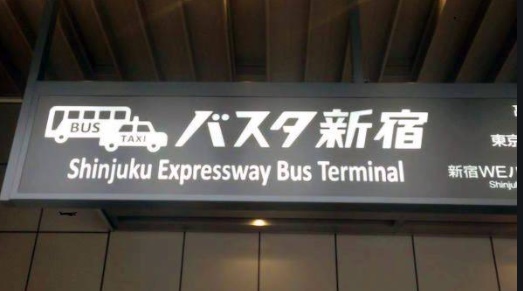 BUS
TAXI
バスタ新宿
Shinjuku Expressway Bus Terminal
東京
新宿WE